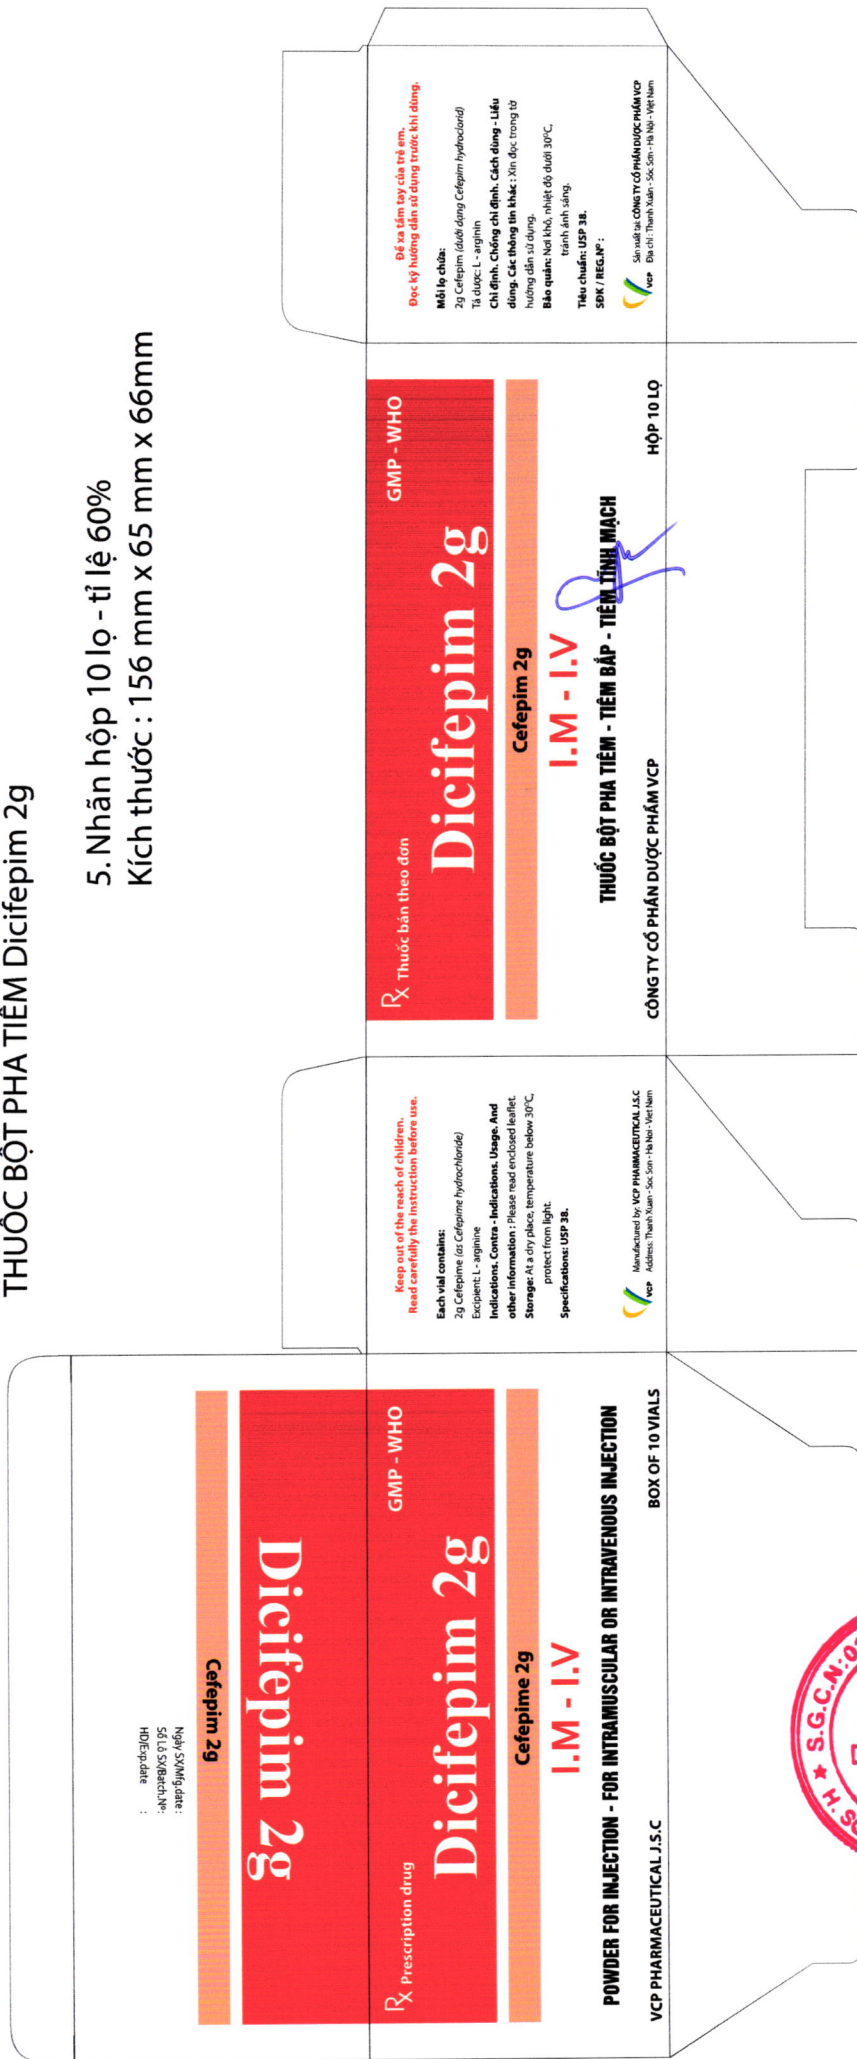 THUỐC BỘT PHA TIÊM Dicifepim 2g
5. Nhãn hộp 10 lọ - tỉ lệ 60%
Kích thước : 156 mm x 65 mm x 66mm
Ngày SX/Mfg.date :
Số Lô SX/Batch.Nº :
HD/Exp.date :
Cefepim 2g
Dicifepim 2g
Rx Prescription drug
GMP - WHO
Dicifepim 2g
Cefepime 2g
I.M - I.V
POWDER FOR INJECTION - FOR INTRAMUSCULAR OR INTRAVENOUS INJECTION
VCP PHARMACEUTICAL J.S.C
BOX OF 10 VIALS
Keep out of the reach of children.
Read carefully the instruction before use.
Each vial contains:
2g Cefepime (as Cefepime hydrochloride)
Excipient: L - arginine
Indications. Contra - Indications. Usage. And
other information : Please read enclosed leaflet.
Storage: At a dry place, temperature below 30ºC,
protect from light.
Specifications: USP 38.
VCP
Manufactured by: VCP PHARMACEUTICAL J.S.C
Address: Thanh Xuan - Soc Son - Ha Noi - Viet Nam
Rx Thuốc bán theo đơn
GMP - WHO
Dicifepim 2g
Cefepim 2g
I.M - I.V
THUỐC BỘT PHA TIÊM - TIÊM BẮP - TIÊM TĨNH MẠCH
CÔNG TY CỔ PHẦN DƯỢC PHẨM VCP
HỘP 10 LỌ
Để xa tầm tay của trẻ em.
Đọc kỹ hướng dẫn sử dụng trước khi dùng.
Mỗi lọ chứa:
2g Cefepim (dưới dạng Cefepim hydroclorid)
Tá dược: L - arginin
Chỉ định. Chống chỉ định. Cách dùng - Liều
dùng. Các thông tin khác : Xin đọc trong tờ
hướng dẫn sử dụng.
Bảo quản: Nơi khô, nhiệt độ dưới 30ºC,
tránh ánh sáng.
Tiêu chuẩn: USP 38.
SĐK / REG.Nº :
VCP
Sản xuất tại: CÔNG TY CỔ PHẦN DƯỢC PHẨM VCP
Địa chỉ : Thanh Xuân - Sóc Sơn - Hà Nội - Việt Nam
S.G.C.N:0